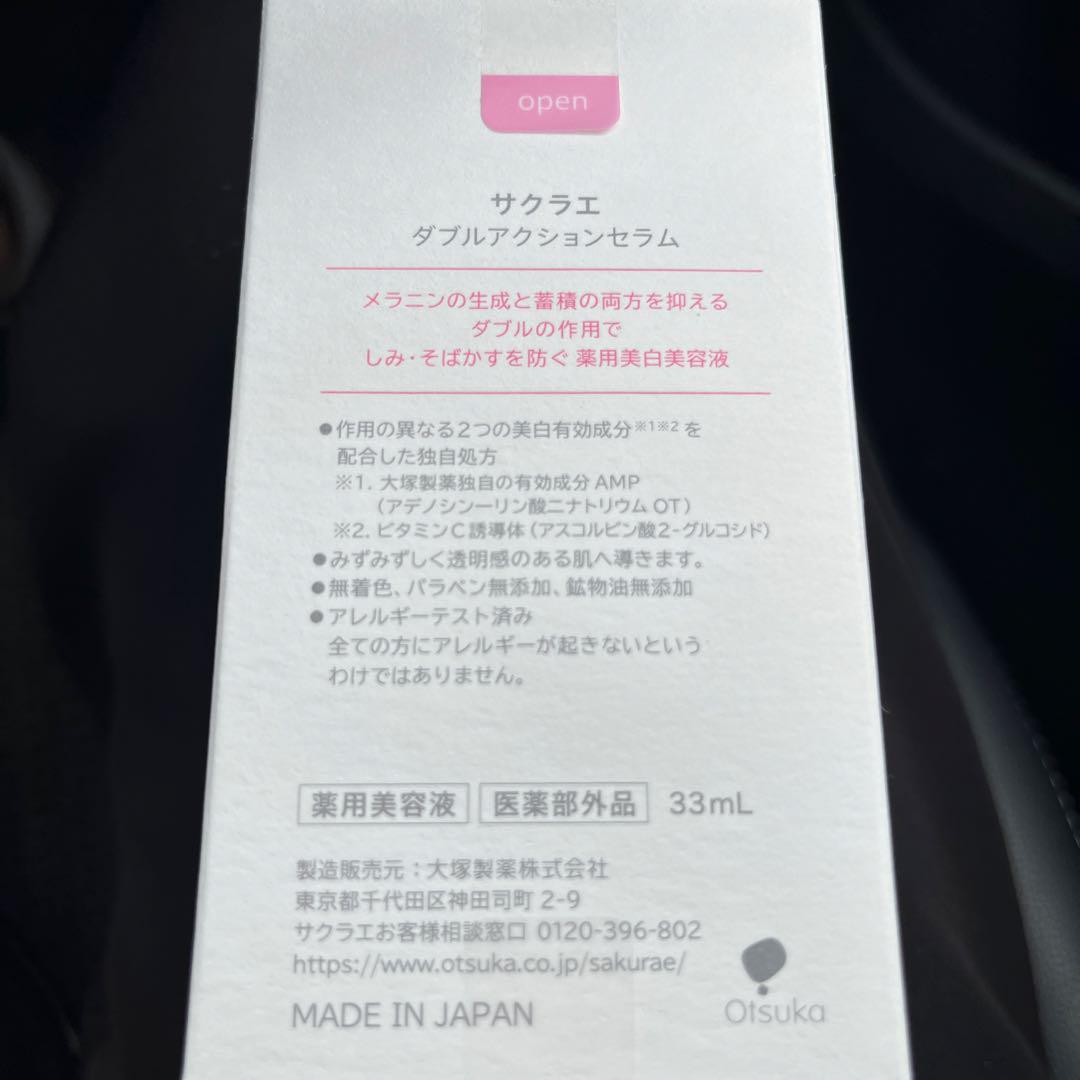 open
サクラエ
ダブルアクションセラム
メラニンの生成と蓄積の両方を抑える
ダブルの作用で
しみ・そばかすを防ぐ 薬用美白美容液
●作用の異なる2つの美白有効成分※1※2を
配合した独自処方
※1. 大塚製薬独自の有効成分 AMP
（アデノシン一リン酸二ナトリウム OT）
※2. ビタミンC誘導体（アスコルビン酸2-グルコシド）
●みずみずしく透明感のある肌へ導きます。
●無着色、パラベン無添加、鉱物油無添加
●アレルギーテスト済み
全ての方にアレルギーが起きないという
わけではありません。
薬用美容液 医薬部外品 33mL
製造販売元：大塚製薬株式会社
東京都千代田区神田司町 2-9
サクラエお客様相談窓口 0120-396-802
https://www.otsuka.co.jp/sakurae/
MADE IN JAPAN
Otsuka